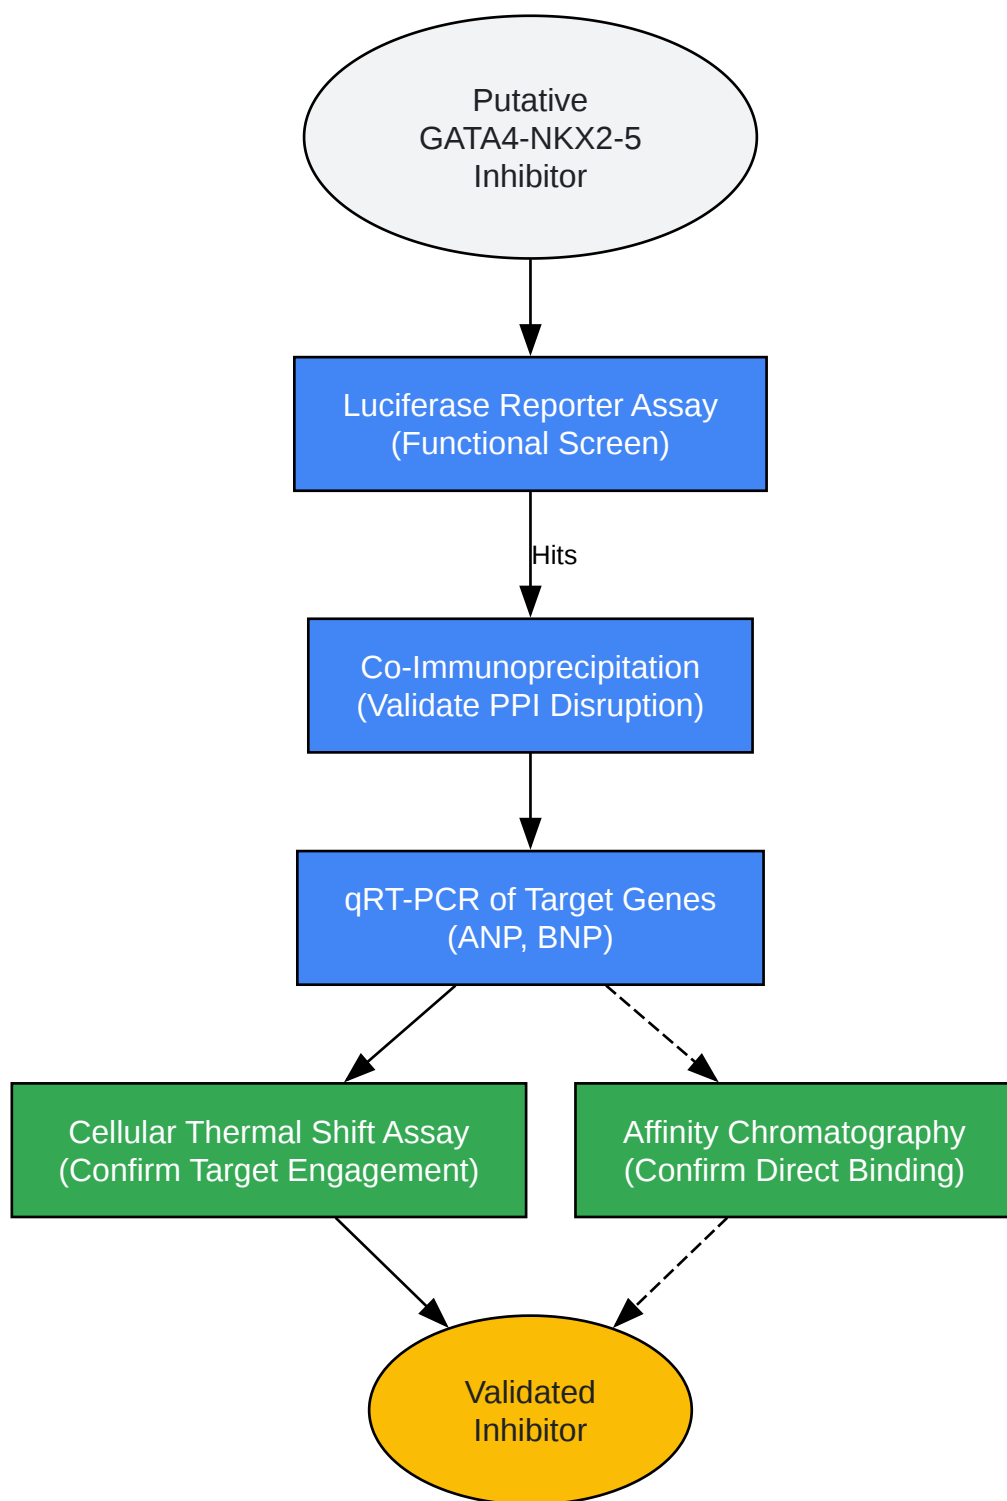 Putative
GATA4-NKX2-5
Inhibitor
Luciferase Reporter Assay
(Functional Screen)
Hits
Co-Immunoprecipitation
(Validate PPI Disruption)
qRT-PCR of Target Genes
(ANP, BNP)
Cellular Thermal Shift Assay
(Confirm Target Engagement)
Affinity Chromatography
(Confirm Direct Binding)
Validated
Inhibitor